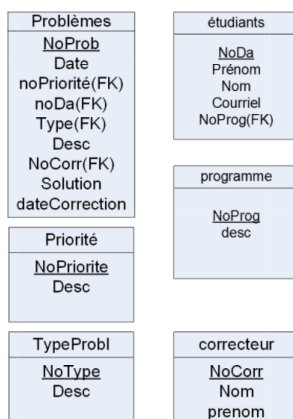 Problèmes
NoProb
Date
noPriorité(FK)
noDa(FK)
Type(FK)
Desc
NoCorr(FK)
Solution
dateCorrection
étudiants
NoDa
Prénom
Nom
Courriel
NoProg(FK)
programme
NoProg
desc
Priorité
NoPriorite
Desc
TypeProbl
NoType
Desc
correcteur
NoCorr
Nom
prenom